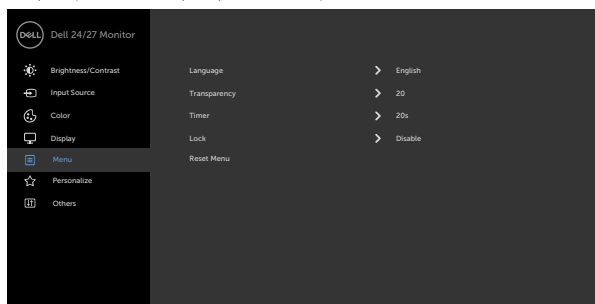 DELL Dell 24/27 Monitor
Brightness/Contrast
Input Source
Color
Display
Menu
Personalize
Others
Language > English
Transparency > 20
Timer > 20s
Lock > Disable
Reset Menu